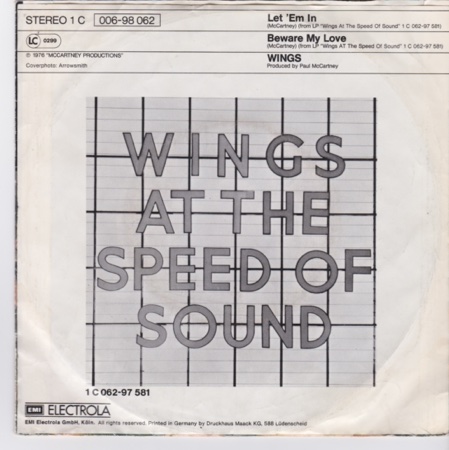 STEREO 1 C 006-98 062
LC 0299
℗ 1976 "McCARTNEY PRODUCTIONS"
Coverphoto: Arrowsmith
Let 'Em In
(McCartney) (from LP "Wings At The Speed Of Sound" 1 C 062-97 581)
Beware My Love
(McCartney) (from LP "Wings AT The Speed Of Sound" 1 C 062-97 581)
WINGS
Produced by Paul McCartney
WINGS
AT THE
SPEED OF
SOUND
1 C 062-97 581
EMI ELECTROLA
EMI Electrola GmbH, Köln. All rights reserved. Printed in Germany by Druckhaus Maack KG, 588 Lüdenscheid